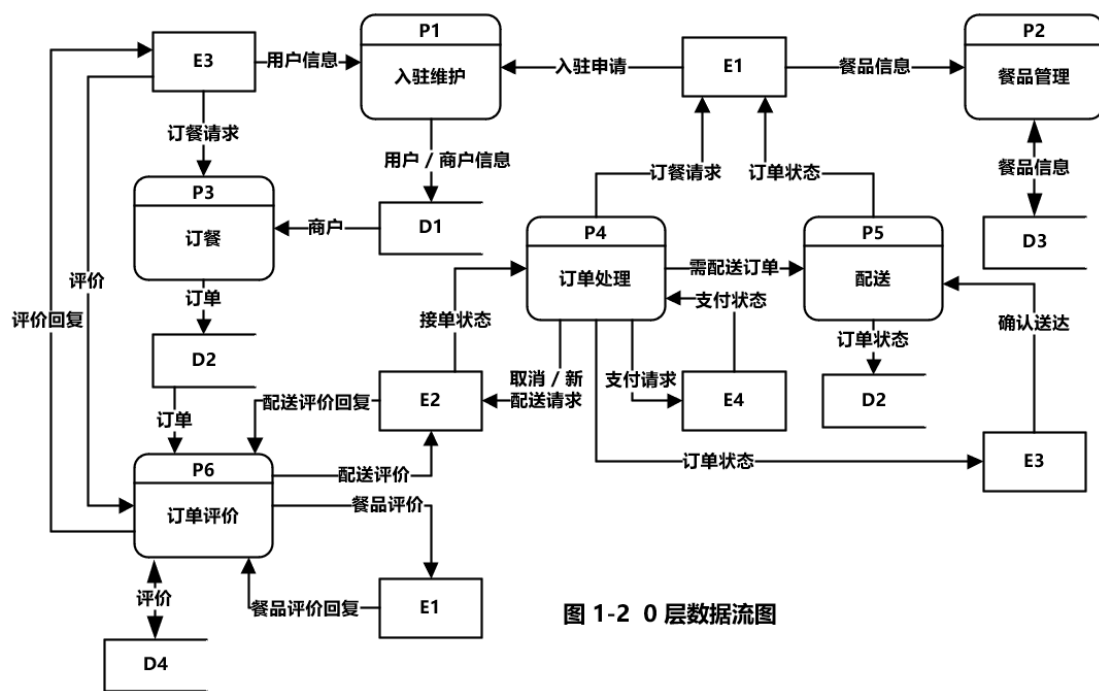 E3
用户信息
P1
入驻维护
入驻申请
E1
餐品信息
P2
餐品管理
订餐请求
用户 / 商户信息
订餐请求
订单状态
餐品信息
P3
订餐
商户
D1
P4
订单处理
需配送订单
支付状态
P5
配送
D3
评价
评价回复
订单
接单状态
确认送达
D2
取消 / 新
配送请求
支付请求
订单状态
配送评价回复
E2
E4
D2
订单
P6
订单评价
配送评价
订单状态
E3
餐品评价
评价
餐品评价回复
E1
D4
图 1-2 0 层数据流图